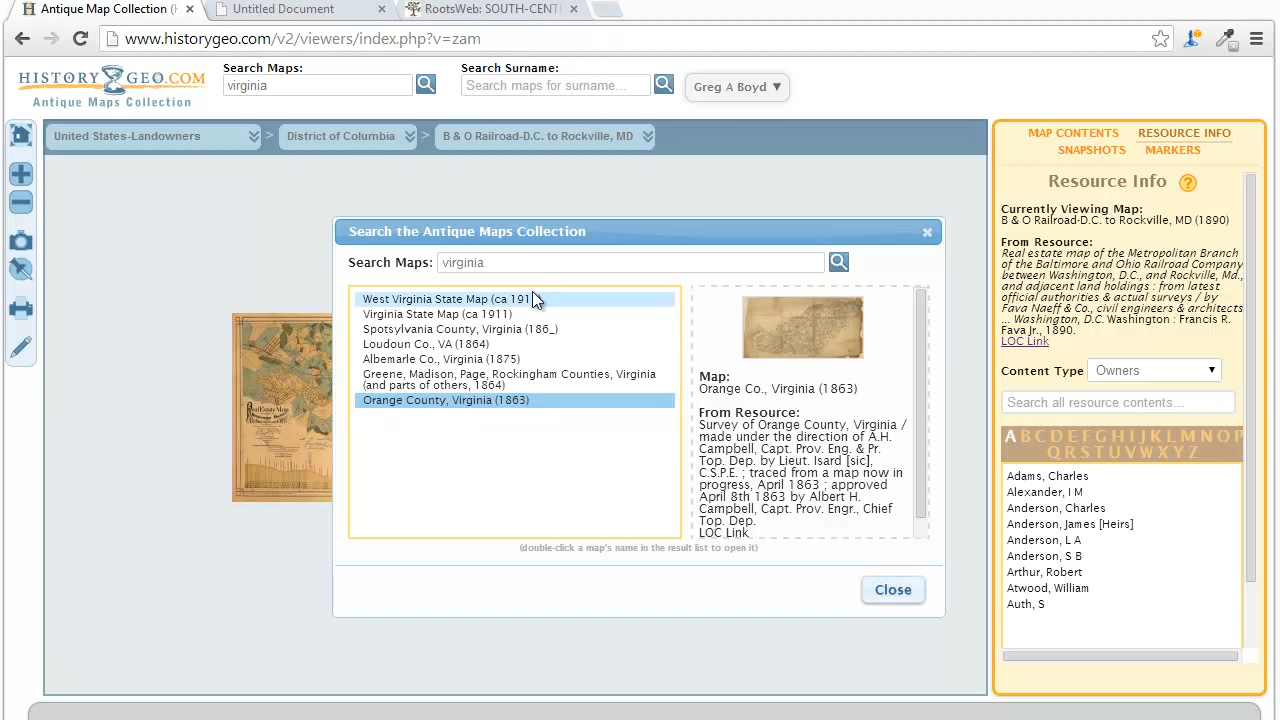 Antique Map Collection (H
Untitled Document
RootsWeb: SOUTH-CENT
www.historygeo.com/v2/viewers/index.php?v=zam
HISTORY GEO.COM
Antique Maps Collection
Search Maps:
virginia
Search Surname:
Search maps for surname...
Greg A Boyd ▼
United States-Landowners
>
District of Columbia
>
B & O Railroad-D.C. to Rockville, MD
Search the Antique Maps Collection
Search Maps:
virginia
West Virginia State Map (ca 191
Virginia State Map (ca 1911)
Spotsylvania County, Virginia (186_)
Loudoun Co., VA (1864)
Albemarle Co., Virginia (1875)
Greene, Madison, Page, Rockingham Counties, Virginia
(and parts of others, 1864)
Orange County, Virginia (1863)
Map:
Orange Co., Virginia (1863)
From Resource:
Survey of Orange County, Virginia /
made under the direction of A.H.
Campbell, Capt. Prov. Eng. & Pr.
Top. Dep. by Lieut. Isard [sic],
C.S.P.E. ; traced from a map now in
progress. April 1863 ; approved
April 8th 1863 by Albert H.
Campbell, Capt. Prov. Engr., Chief
Top. Dep.
LOC Link
(double-click a map's name in the result list to open it)
Close
MAP CONTENTS
RESOURCE INFO
SNAPSHOTS
MARKERS
Resource Info ?
Currently Viewing Map:
B & O Railroad-D.C. to Rockville, MD (1890)
From Resource:
Real estate map of the Metropolitan Branch
of the Baltimore and Ohio Railroad Company
between Washington, D.C., and Rockville, Md.,
and adjacent land holdings : from latest
official authorities & actual surveys / by
Fava Naeff & Co., civil engineers & architects
... Washington, D.C. Washington : Francis R.
Fava Jr., 1890.
LOC Link
Content Type
Owners
Search all resource contents...
A B C D E F G H I J K L M N O P
Q R S T U V W X Y Z
Adams, Charles
Alexander, I M
Anderson, Charles
Anderson, James [Heirs]
Anderson, L A
Anderson, S B
Arthur, Robert
Atwood, William
Auth, S